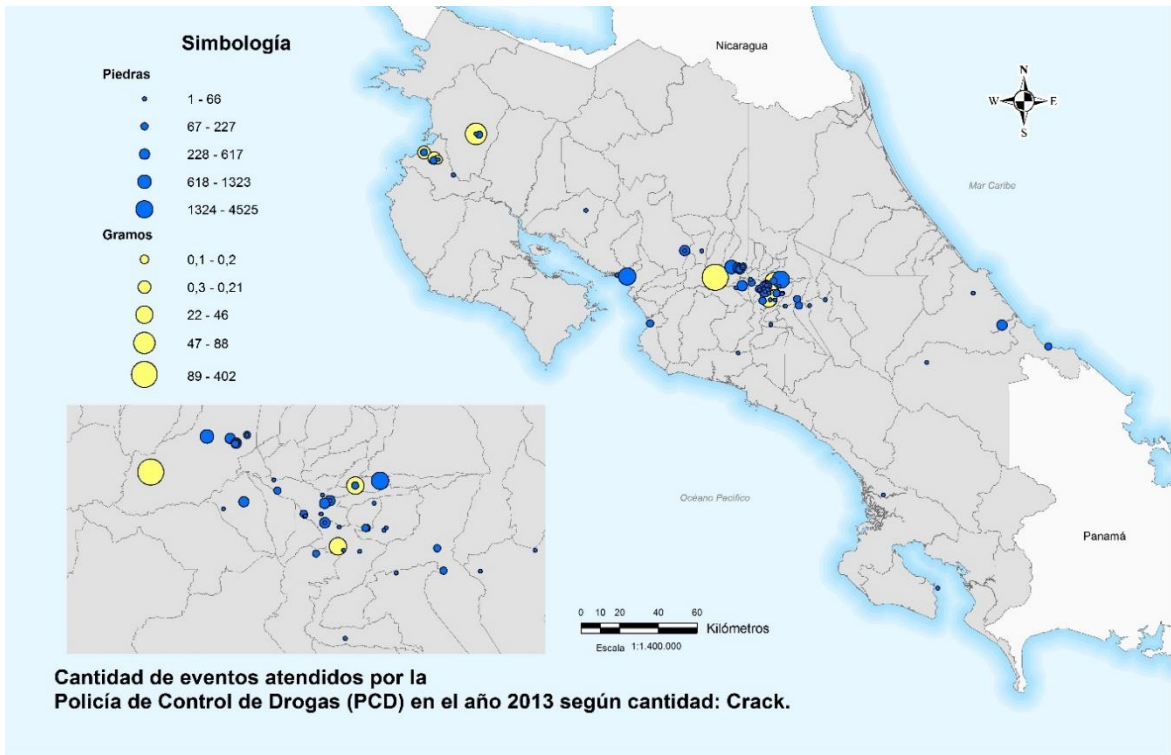 Simbología
Piedras
1 - 66
67 - 227
228 - 617
618 - 1323
1324 - 4525
Gramos
0,1 - 0,2
0,3 - 0,21
22 - 46
47 - 88
89 - 402
Nicaragua
N
W E
S
Mar Caribe
Océano Pacifico
Panamá
0 10 20 40 60
Kilómetros
Escala 1:1.400.000
Cantidad de eventos atendidos por la
Policía de Control de Drogas (PCD) en el año 2013 según cantidad: Crack.